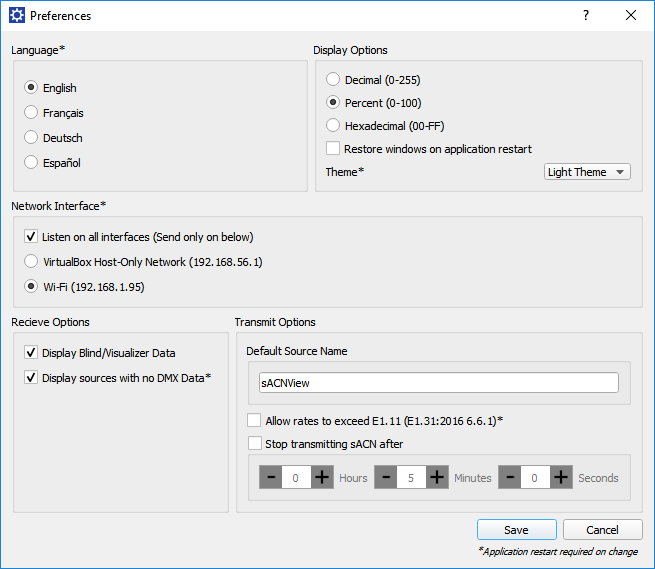 Preferences
?
Language*
English
Français
Deutsch
Español
Display Options
Decimal (0-255)
Percent (0-100)
Hexadecimal (00-FF)
Restore windows on application restart
Theme*
Light Theme
Network Interface*
Listen on all interfaces (Send only on below)
VirtualBox Host-Only Network (192.168.56.1)
Wi-Fi (192.168.1.95)
Recieve Options
Display Blind/Visualizer Data
Display sources with no DMX Data*
Transmit Options
Default Source Name
sACNView
Allow rates to exceed E1.11 (E1.31:2016 6.6.1)*
Stop transmitting sACN after
- 0 + Hours - 5 + Minutes - 0 + Seconds
Save Cancel
*Application restart required on change